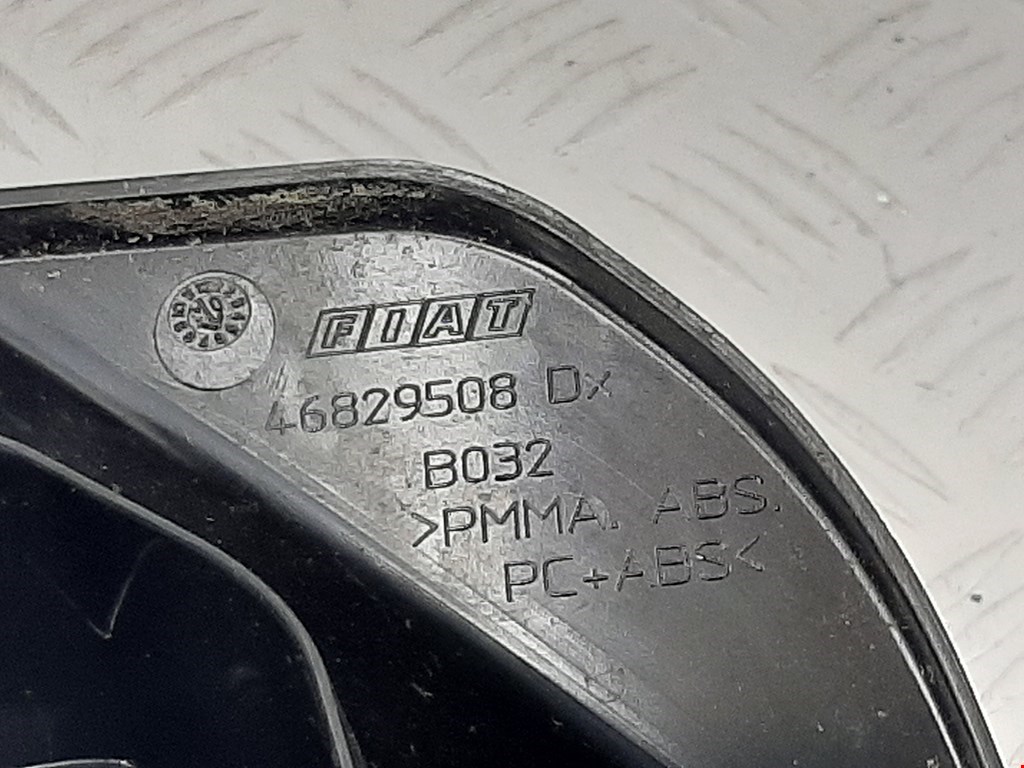 FIAT
46829508 Dx
B032
>PMMA. ABS.
PC+ABS<